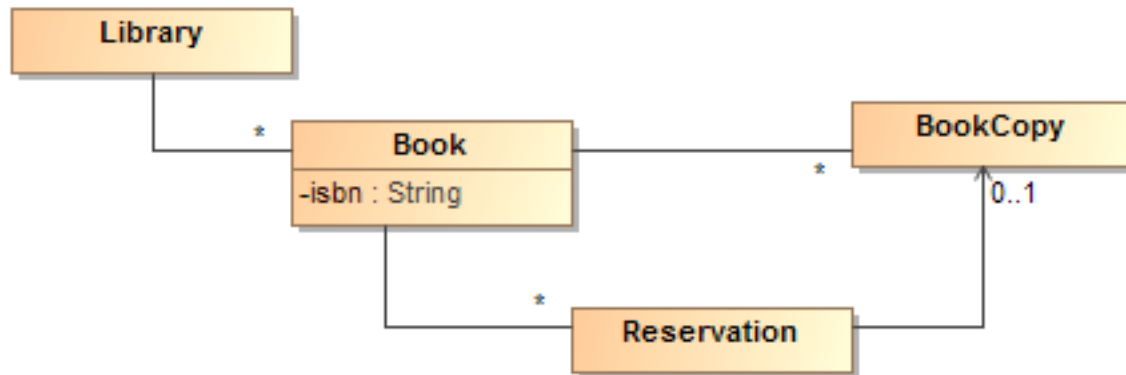 Library
*
Book
-isbn : String
*
BookCopy
0..1
*
Reservation